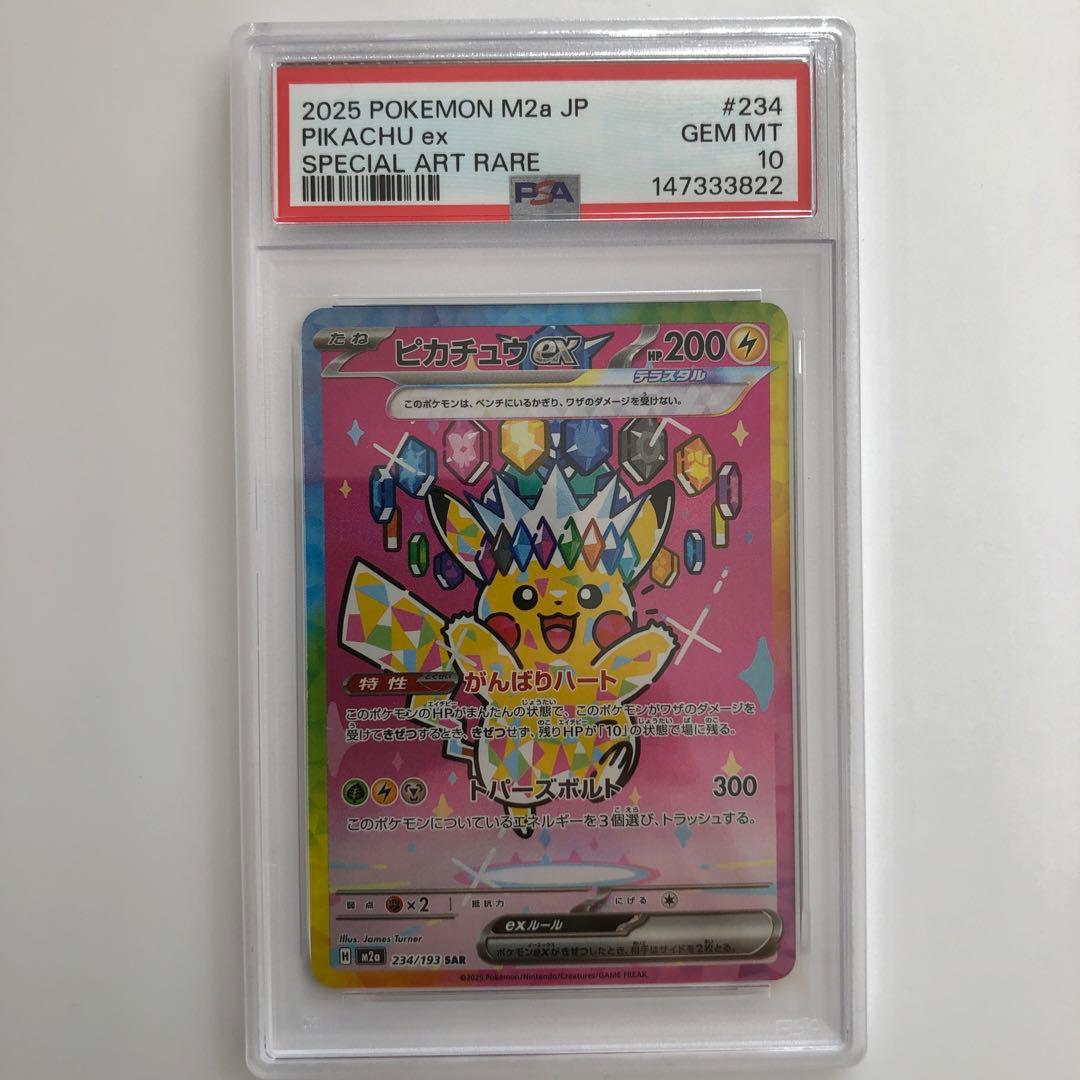 2025 POKEMON M2a JP #234
PIKACHU ex GEM MT
SPECIAL ART RARE 10
PSA 147333822
たね ピカチュウex HP 200
テラスタル
このポケモンは、ベンチにいるかぎり、ワザのダメージを受けない。
特性 とくせい がんばりハート
このポケモンのHPがまんたんの状態で、このポケモンがワザのダメージを
受けてきぜつするとき、きぜつせず、残りHPが「10」の状態で場に残る。
トパーズボルト 300
このポケモンについているエネルギーを3個選び、トラッシュする。
弱点 ×2 抵抗力 にげる
exルール
ポケモンexがきぜつしたとき、相手はサイドを2枚とる。
Illus. James Turner
H m2a 234/193 SAR
©2025 Pokémon/Nintendo/Creatures/GAME FREAK.